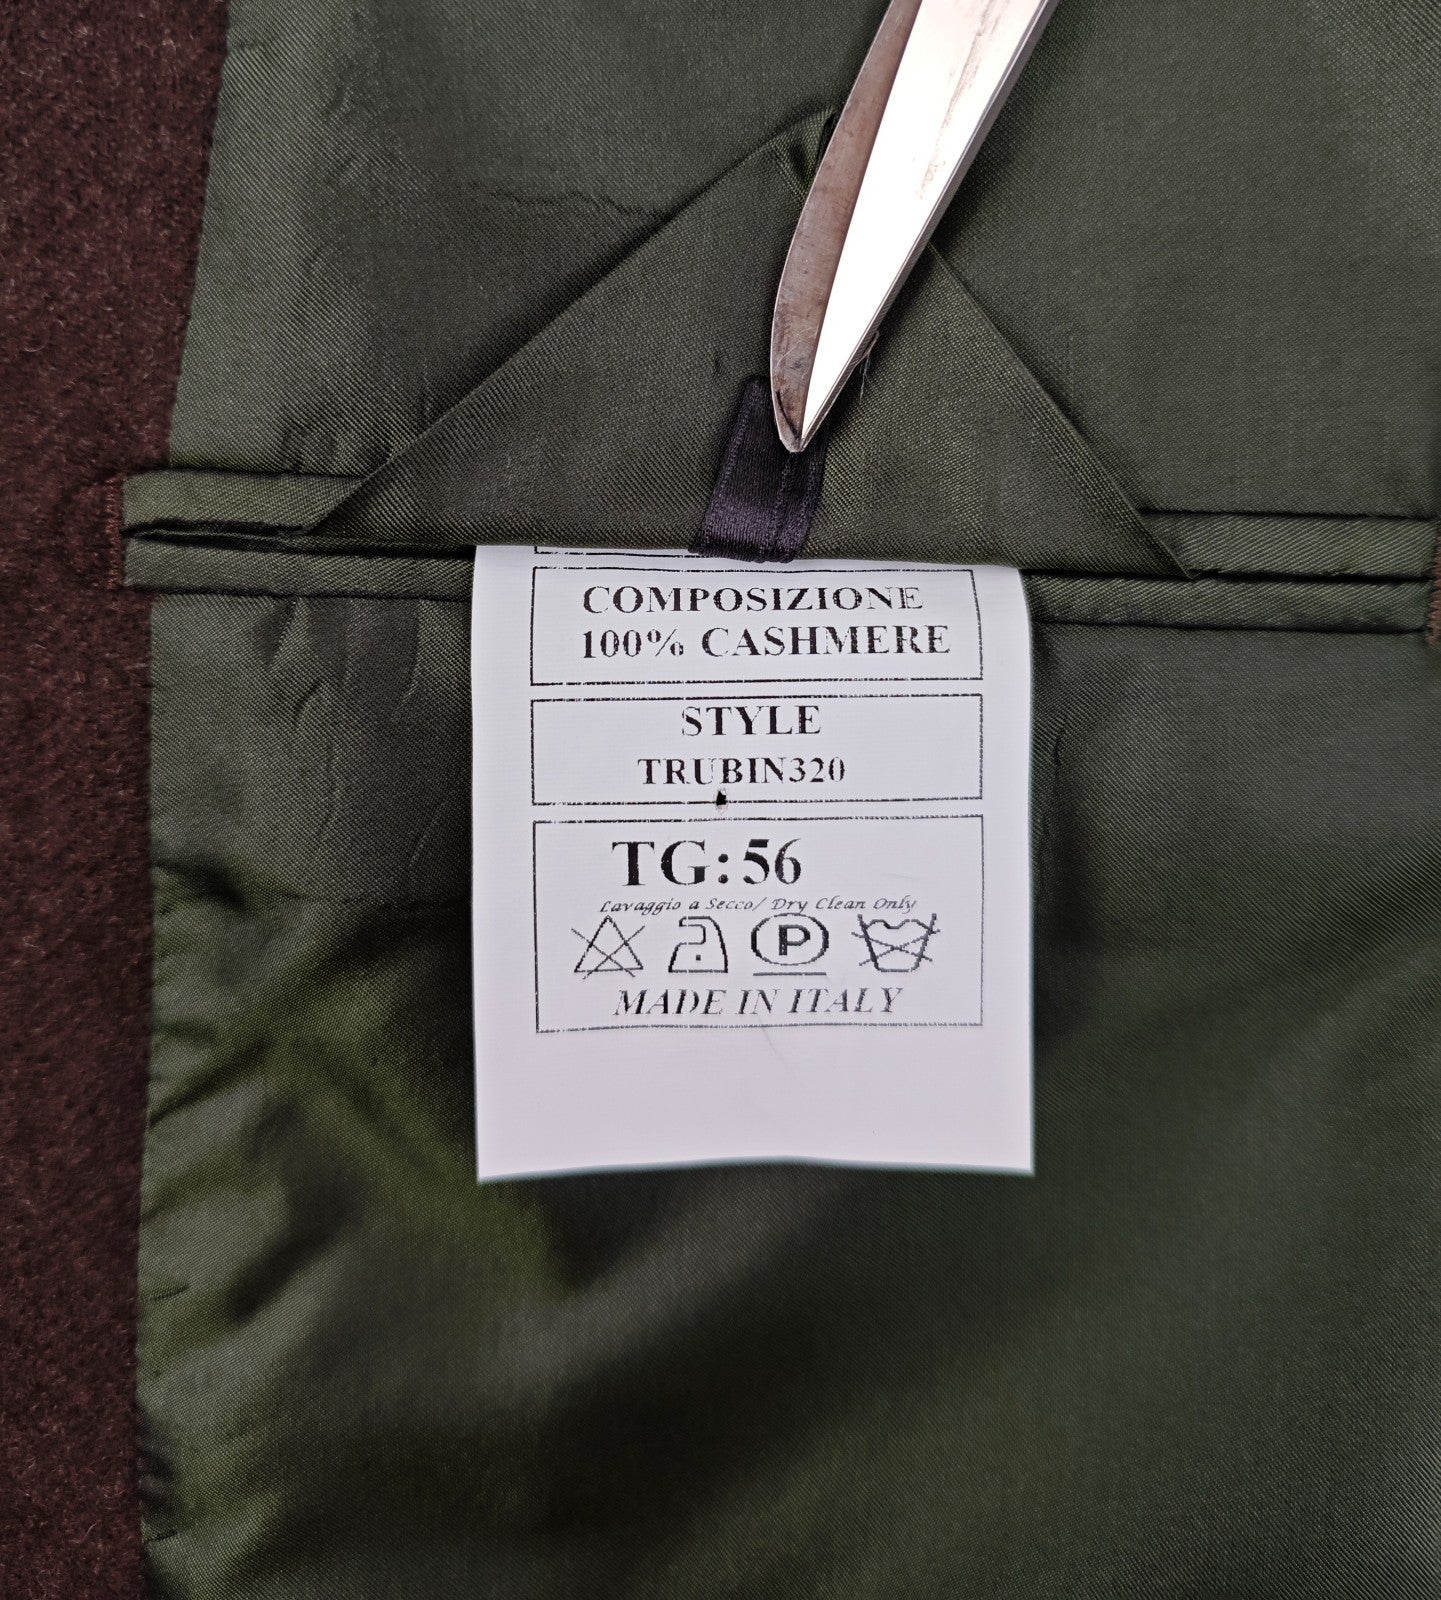 COMPOSIZIONE
100% CASHMERE
STYLE
TRUBIN320
TG: 56
Lavaggio a Secco/ Dry Clean Only
P
MADE IN ITALY